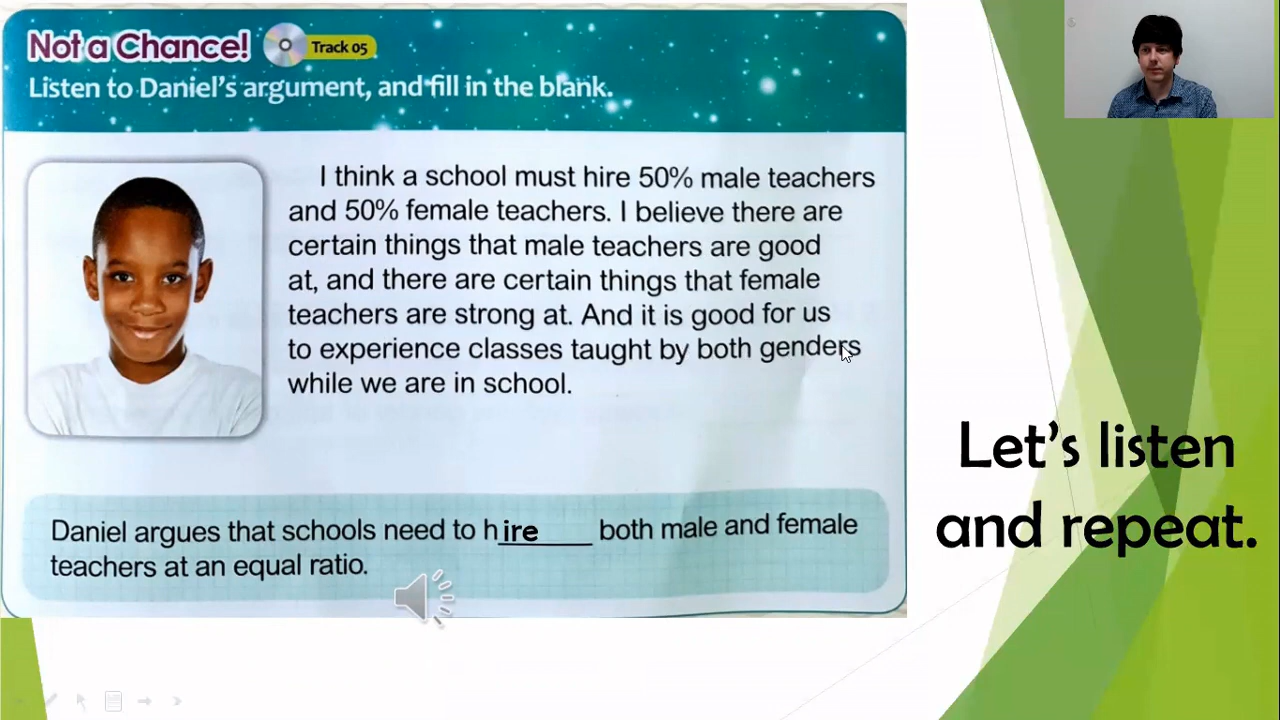 Not a Chance!
Track 05
Listen to Daniel's argument, and fill in the blank.
I think a school must hire 50% male teachers
and 50% female teachers. I believe there are
certain things that male teachers are good
at, and there are certain things that female
teachers are strong at. And it is good for us
to experience classes taught by both genders
while we are in school.
Daniel argues that schools need to hire both male and female
teachers at an equal ratio.
Let's listen
and repeat.